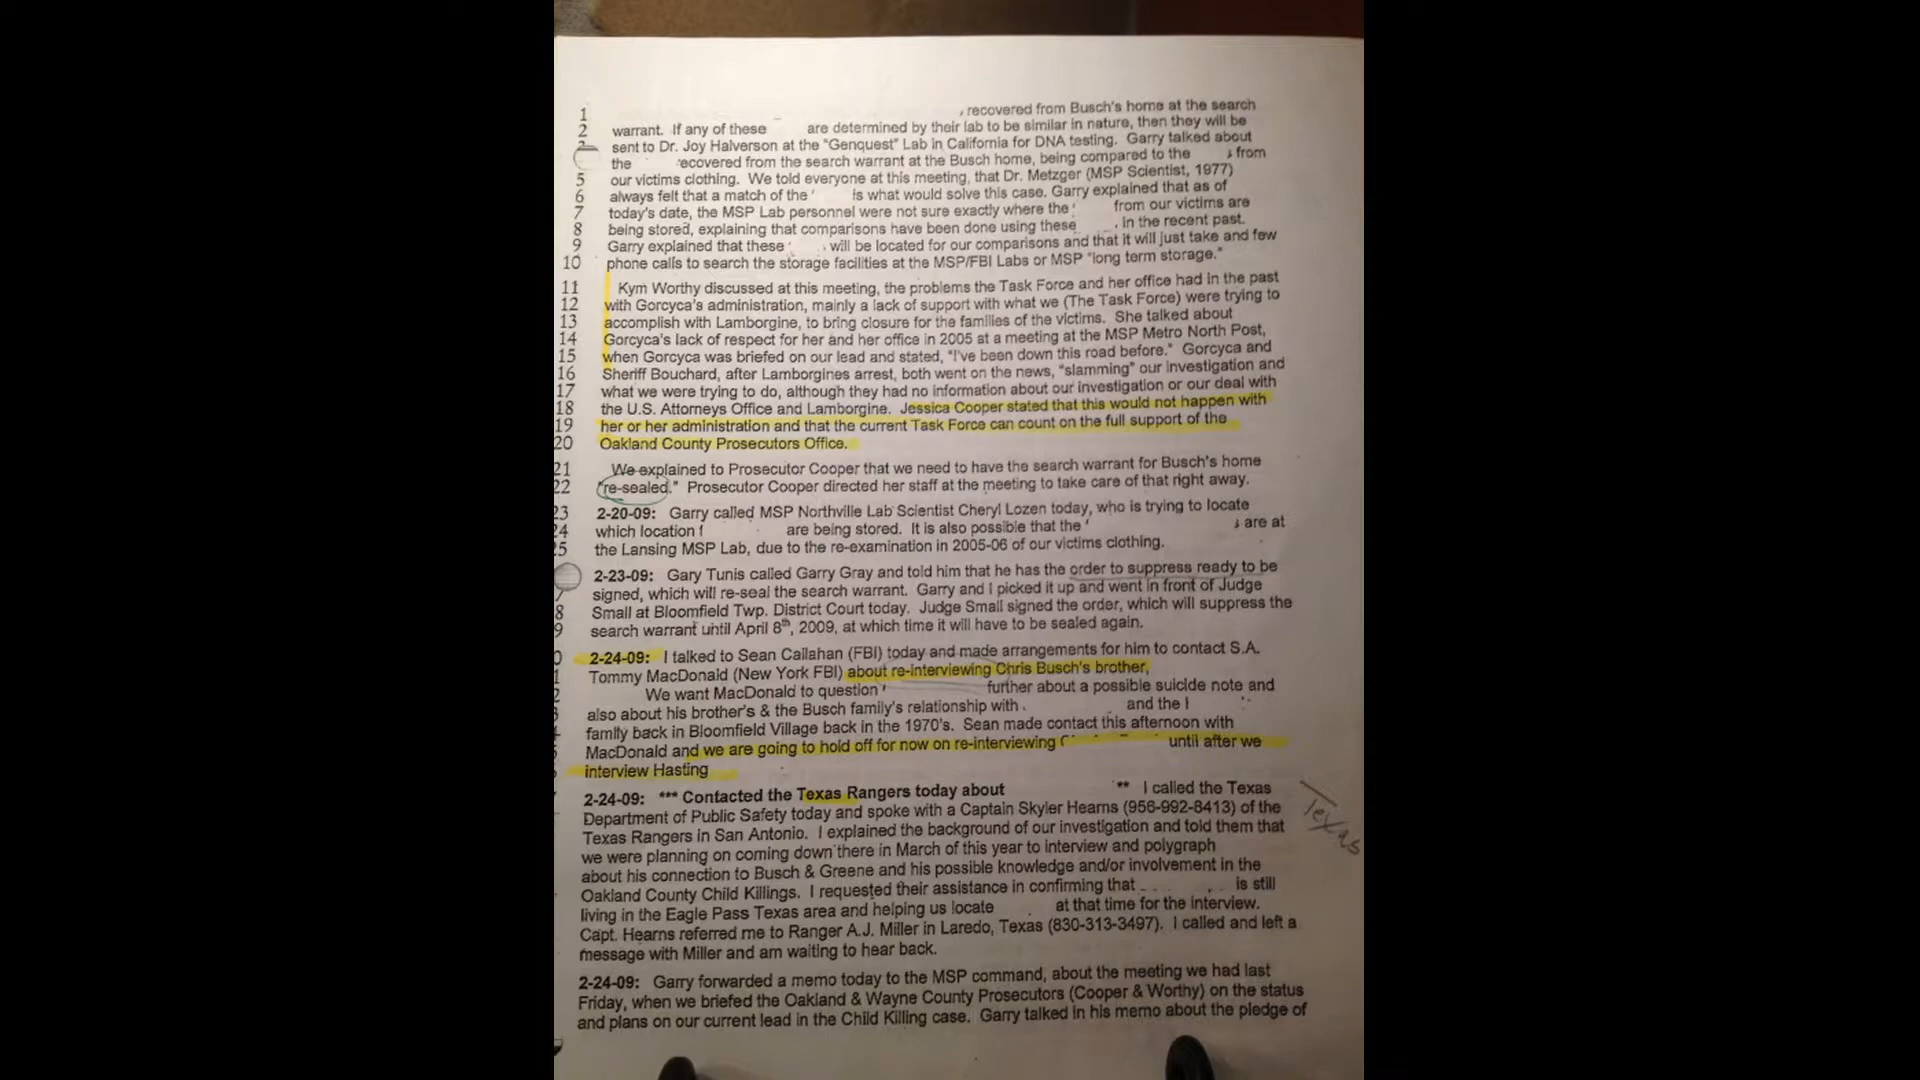 1 recovered from Busch's home at the search
2 warrant. If any of these are determined by their lab to be similar in nature, then they will be
sent to Dr. Joy Halverson at the "Genquest" Lab in California for DNA testing. Garry talked about
the recovered from the search warrant at the Busch home, being compared to the from
5 our victims clothing. We told everyone at this meeting, that Dr. Metzger (MSP Scientist, 1977)
6 always felt that a match of the is what would solve this case. Garry explained that as of
7 today's date, the MSP Lab personnel were not sure exactly where the from our victims are
8 being stored, explaining that comparisons have been done using these in the recent past.
9 Garry explained that these will be located for our comparisons and that it will just take and few
10 phone calls to search the storage facilities at the MSP/FBI Labs or MSP "long term storage."
11 Kym Worthy discussed at this meeting, the problems the Task Force and her office had in the past
12 with Gorcyca's administration, mainly a lack of support with what we (The Task Force) were trying to
13 accomplish with Lamborgine, to bring closure for the families of the victims. She talked about
14 Gorcyca's lack of respect for her and her office in 2005 at a meeting at the MSP Metro North Post,
15 when Gorcyca was briefed on our lead and stated, "I've been down this road before." Gorcyca and
16 Sheriff Bouchard, after Lamborgines arrest, both went on the news, "slamming" our investigation and
17 what we were trying to do, although they had no information about our investigation or our deal with
18 the U.S. Attorneys Office and Lamborgine. Jessica Cooper stated that this would not happen with
19 her or her administration and that the current Task Force can count on the full support of the
20 Oakland County Prosecutors Office.
21 We explained to Prosecutor Cooper that we need to have the search warrant for Busch's home
22 "re-sealed." Prosecutor Cooper directed her staff at the meeting to take care of that right away.
23 2-20-09: Garry called MSP Northville Lab Scientist Cheryl Lozen today, who is trying to locate
24 which location are being stored. It is also possible that the are at
25 the Lansing MSP Lab, due to the re-examination in 2005-06 of our victims clothing.
2-23-09: Gary Tunis called Garry Gray and told him that he has the order to suppress ready to be
7 signed, which will re-seal the search warrant. Garry and I picked it up and went in front of Judge
8 Small at Bloomfield Twp. District Court today. Judge Small signed the order, which will suppress the
9 search warrant until April 8th, 2009, at which time it will have to be sealed again.
0 2-24-09: I talked to Sean Callahan (FBI) today and made arrangements for him to contact S.A.
1 Tommy MacDonald (New York FBI) about re-interviewing Chris Busch's brother,
2 We want MacDonald to question further about a possible suicide note and
3 also about his brother's & the Busch family's relationship with and the
family back in Bloomfield Village back in the 1970's. Sean made contact this afternoon with
MacDonald and we are going to hold off for now on re-interviewing until after we
interview Hasting
2-24-09: *** Contacted the Texas Rangers today about ** I called the Texas
Department of Public Safety today and spoke with a Captain Skyler Hearns (956-992-8413) of the
Texas Rangers in San Antonio. I explained the background of our investigation and told them that
we were planning on coming down there in March of this year to interview and polygraph
about his connection to Busch & Greene and his possible knowledge and/or involvement in the
Oakland County Child Killings. I requested their assistance in confirming that is still
living in the Eagle Pass Texas area and helping us locate at that time for the interview.
Capt. Hearns referred me to Ranger A.J. Miller in Laredo, Texas (830-313-3497). I called and left a
message with Miller and am waiting to hear back.
2-24-09: Garry forwarded a memo today to the MSP command, about the meeting we had last
Friday, when we briefed the Oakland & Wayne County Prosecutors (Cooper & Worthy) on the status
and plans on our current lead in the Child Killing case. Garry talked in his memo about the pledge of
Texas